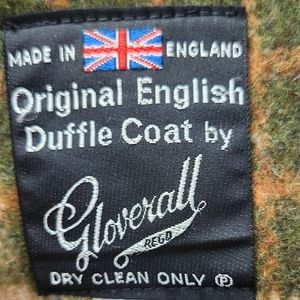 MADE IN ENGLAND
Original English
Duffle Coat by
Gloverall
REGD
DRY CLEAN ONLY Ⓟ